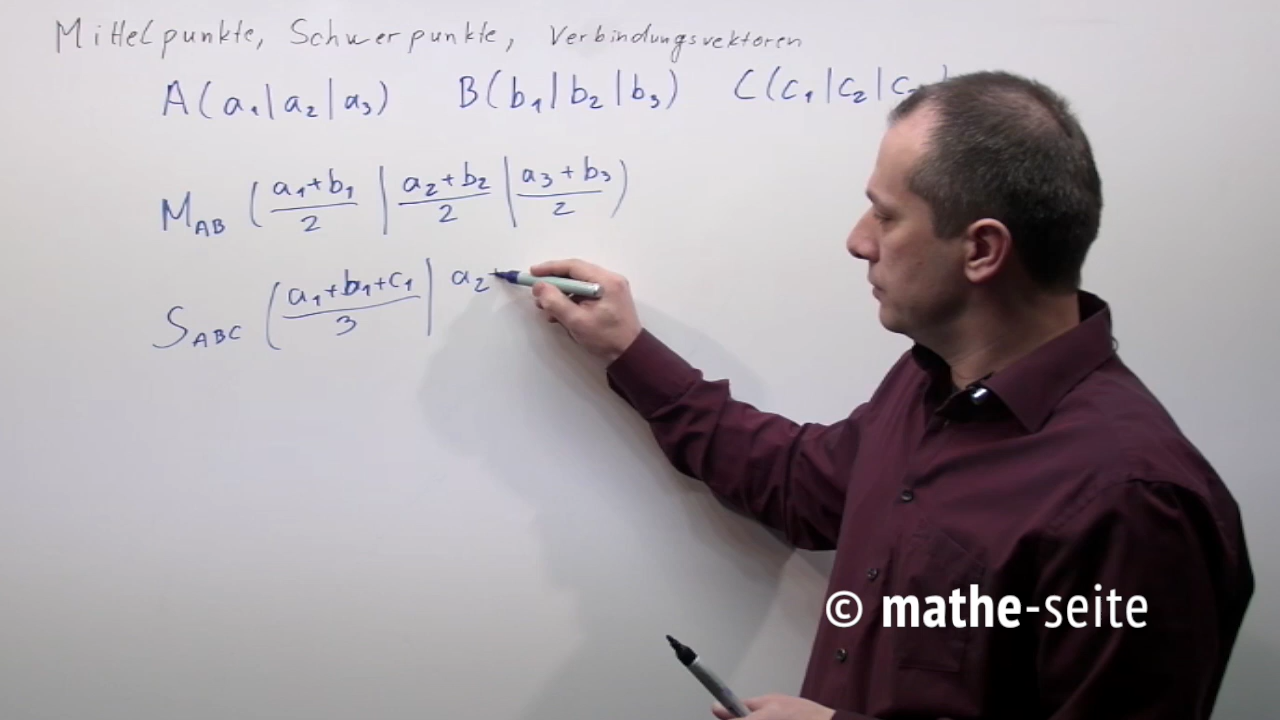 Mittelpunkte, Schwerpunkte, Verbindungsvektoren
A(a₁|a₂|a₃) B(b₁|b₂|b₃) C(c₁|c₂|c
M_AB ( (a₁+b₁)/2 | (a₂+b₂)/2 | (a₃+b₃)/2 )
S_ABC ( (a₁+b₁+c₁)/3 | a₂+
© mathe-seite